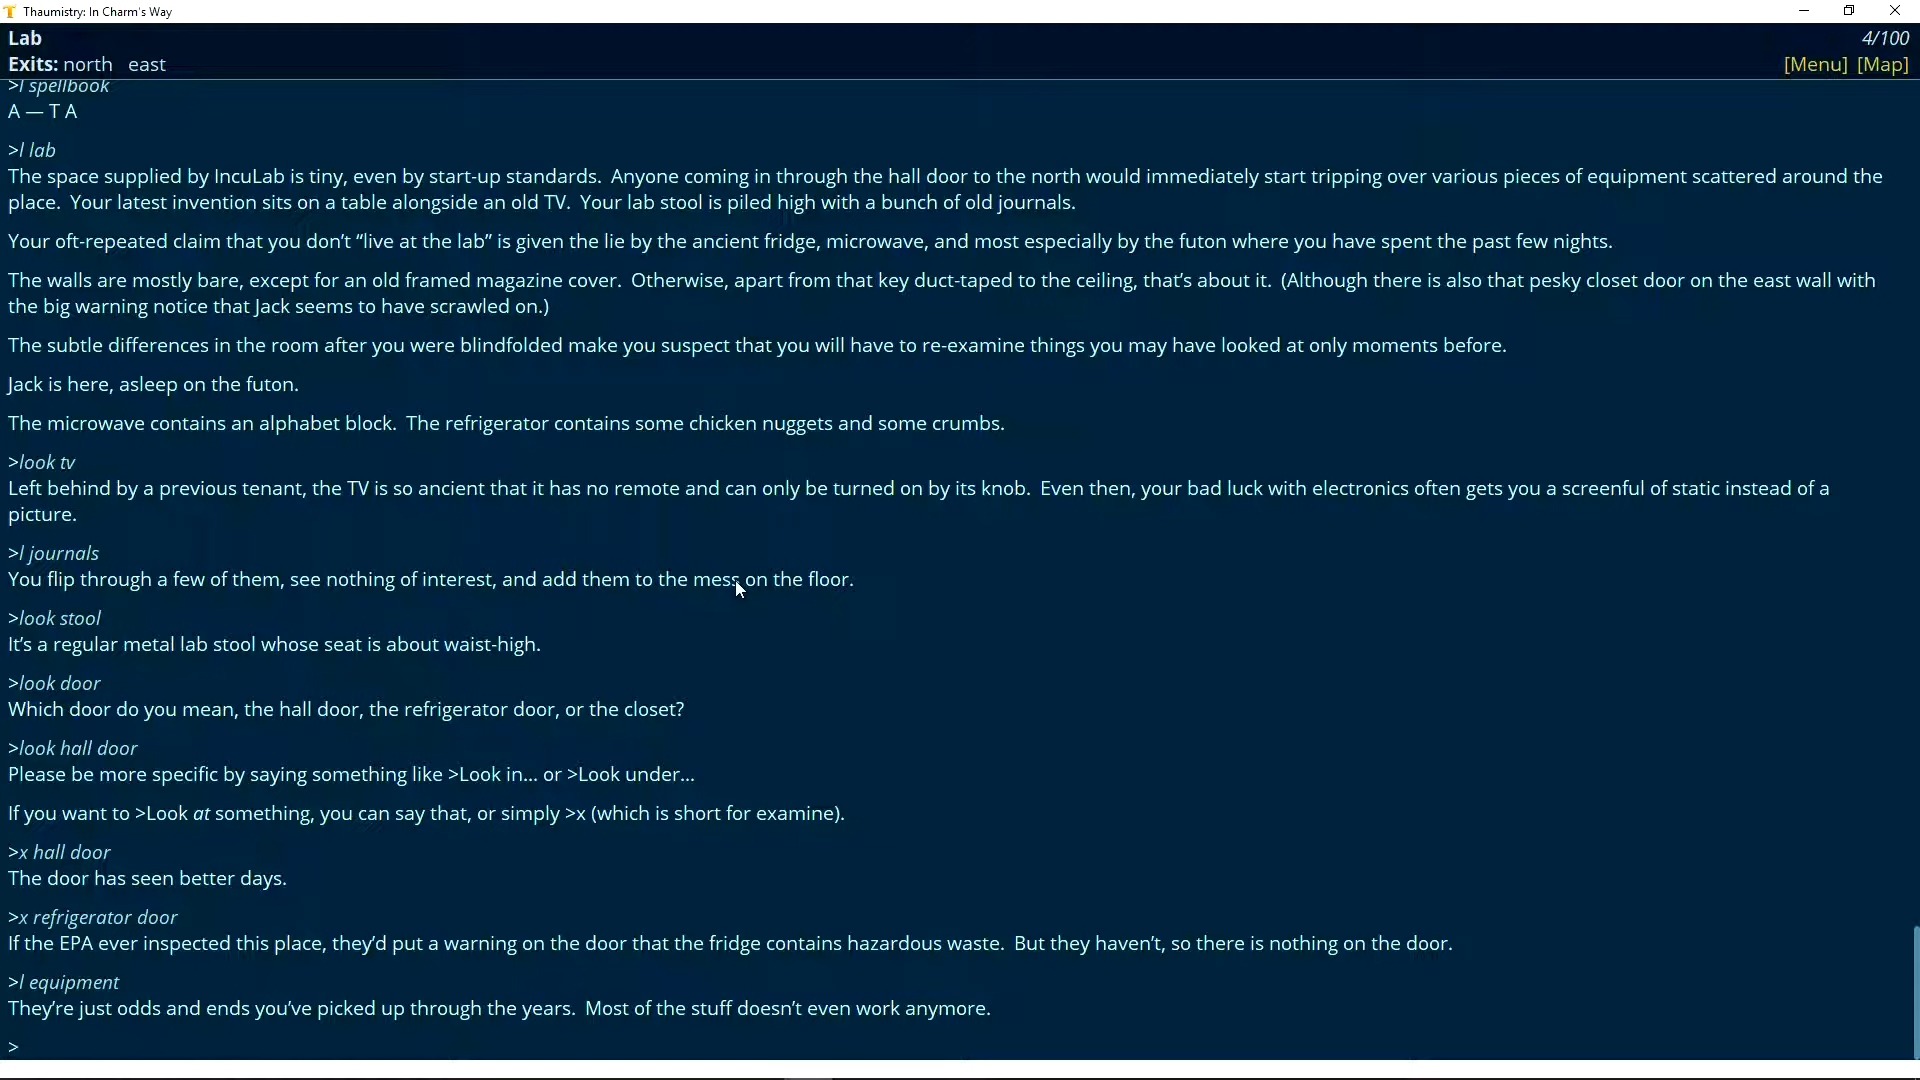 Thaumistry: In Charm's Way
Lab
4/100
Exits: north east
[Menu] [Map]
>l spellbook
A — T A
>l lab
The space supplied by IncuLab is tiny, even by start-up standards. Anyone coming in through the hall door to the north would immediately start tripping over various pieces of equipment scattered around the
place. Your latest invention sits on a table alongside an old TV. Your lab stool is piled high with a bunch of old journals.
Your oft-repeated claim that you don't “live at the lab” is given the lie by the ancient fridge, microwave, and most especially by the futon where you have spent the past few nights.
The walls are mostly bare, except for an old framed magazine cover. Otherwise, apart from that key duct-taped to the ceiling, that's about it. (Although there is also that pesky closet door on the east wall with
the big warning notice that Jack seems to have scrawled on.)
The subtle differences in the room after you were blindfolded make you suspect that you will have to re-examine things you may have looked at only moments before.
Jack is here, asleep on the futon.
The microwave contains an alphabet block. The refrigerator contains some chicken nuggets and some crumbs.
>look tv
Left behind by a previous tenant, the TV is so ancient that it has no remote and can only be turned on by its knob. Even then, your bad luck with electronics often gets you a screenful of static instead of a
picture.
>l journals
You flip through a few of them, see nothing of interest, and add them to the mess on the floor.
>look stool
It's a regular metal lab stool whose seat is about waist-high.
>look door
Which door do you mean, the hall door, the refrigerator door, or the closet?
>look hall door
Please be more specific by saying something like >Look in... or >Look under...
If you want to >Look at something, you can say that, or simply >x (which is short for examine).
>x hall door
The door has seen better days.
>x refrigerator door
If the EPA ever inspected this place, they'd put a warning on the door that the fridge contains hazardous waste. But they haven't, so there is nothing on the door.
>l equipment
They're just odds and ends you've picked up through the years. Most of the stuff doesn't even work anymore.
>